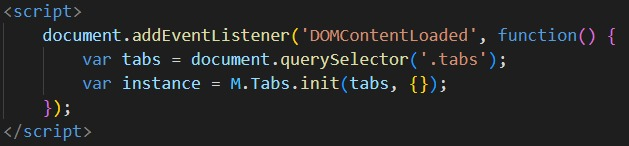 <script>
    document.addEventListener('DOMContentLoaded', function() {
        var tabs = document.querySelector('.tabs');
        var instance = M.Tabs.init(tabs, {});
    });
</script>